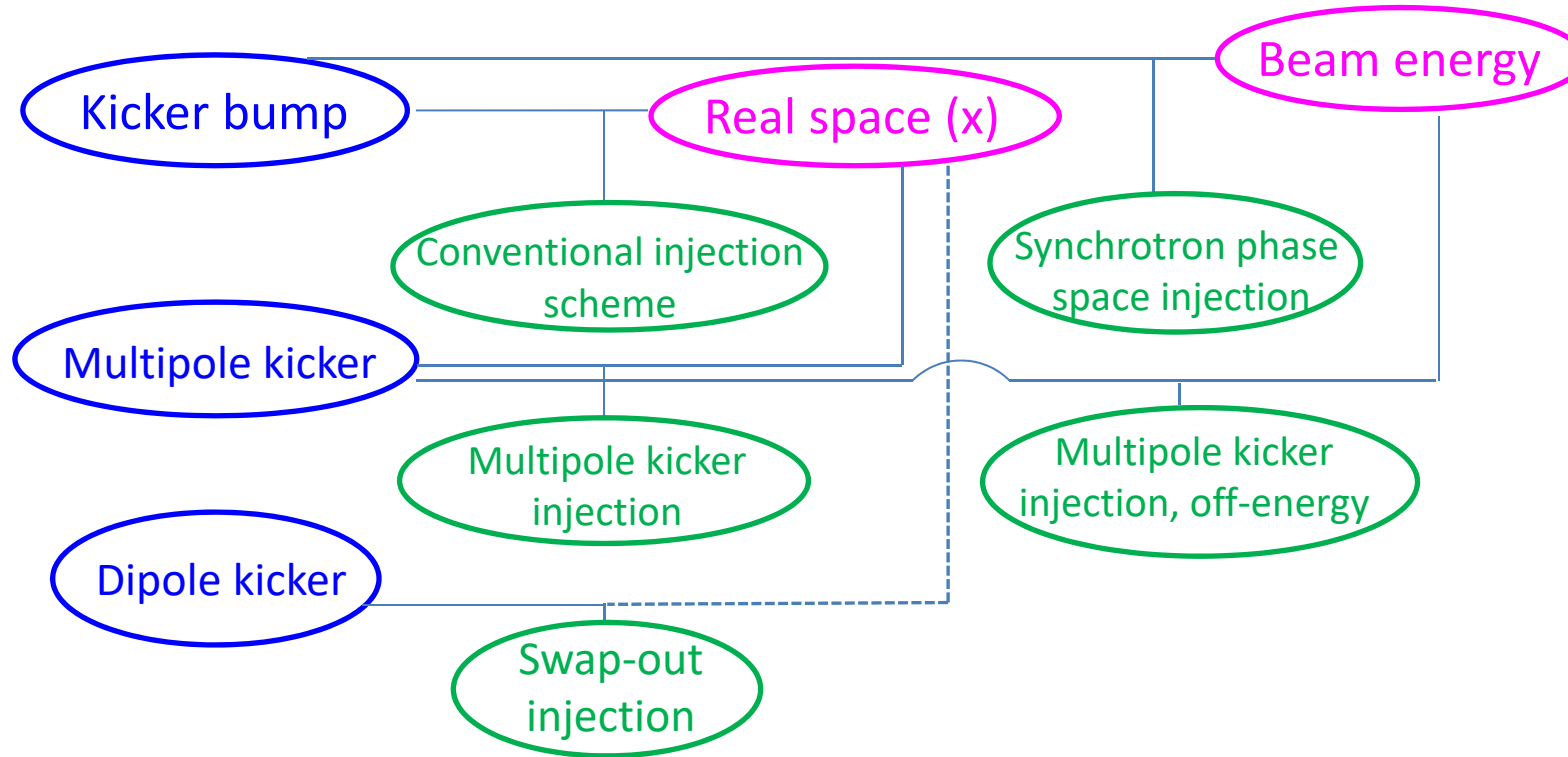 Beam energy
Kicker bump
Real space (x)
Conventional injection
scheme
Synchrotron phase
space injection
Multipole kicker
Multipole kicker
injection
Multipole kicker
injection, off-energy
Dipole kicker
Swap-out
injection